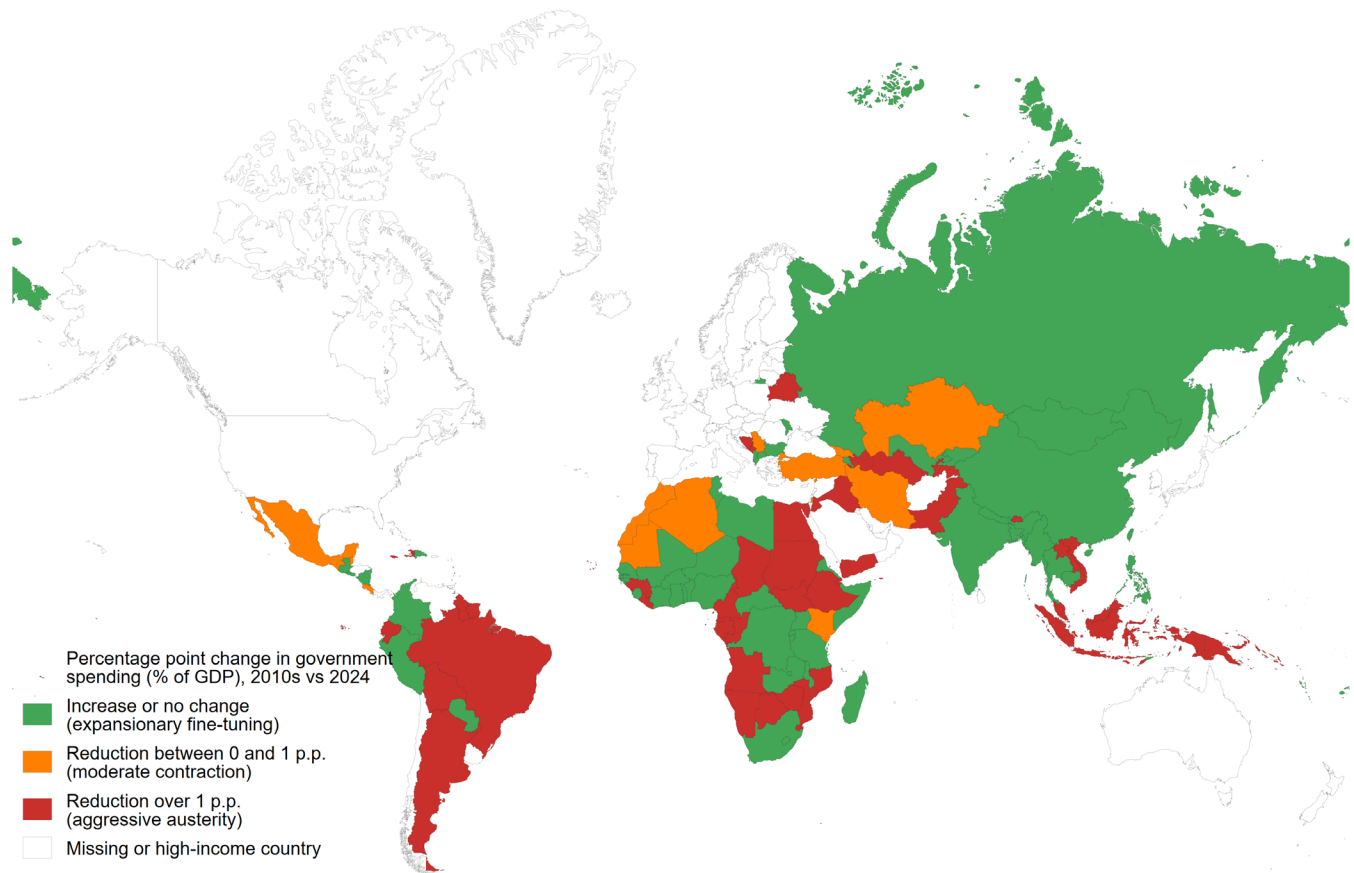 Percentage point change in government
spending (% of GDP), 2010s vs 2024
Increase or no change
(expansionary fine-tuning)
Reduction between 0 and 1 p.p.
(moderate contraction)
Reduction over 1 p.p.
(aggressive austerity)
Missing or high-income country